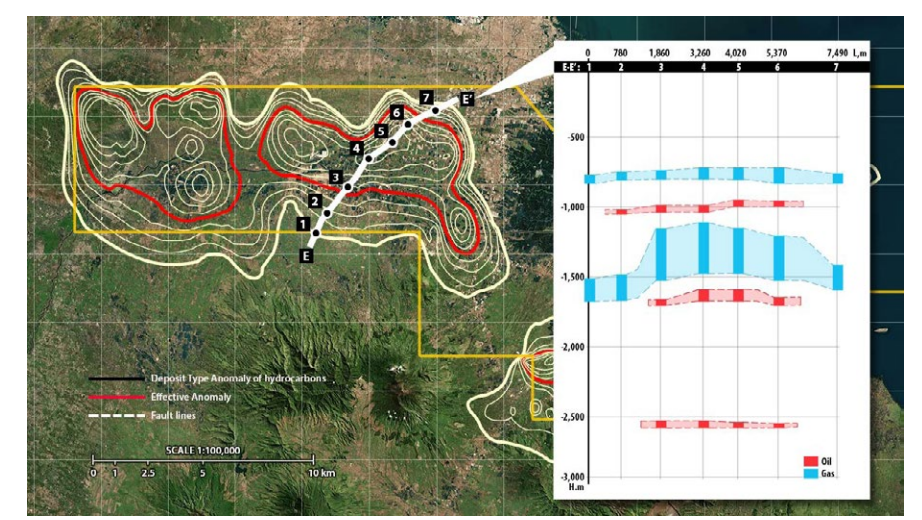 0 780 1,860 3,260 4,020 5,370 7,490 L,m
E-E': 1 2 3 4 5 6 7
-500
-1,000
-1,500
-2,000
-2,500
-3,000
H.m
Oil
Gas
7 E'
6
5
4
3
2
1
E
Deposit Type Anomaly of hydrocarbons
Effective Anomaly
Fault lines
SCALE 1:100,000
0 1 2.5 5 10 km